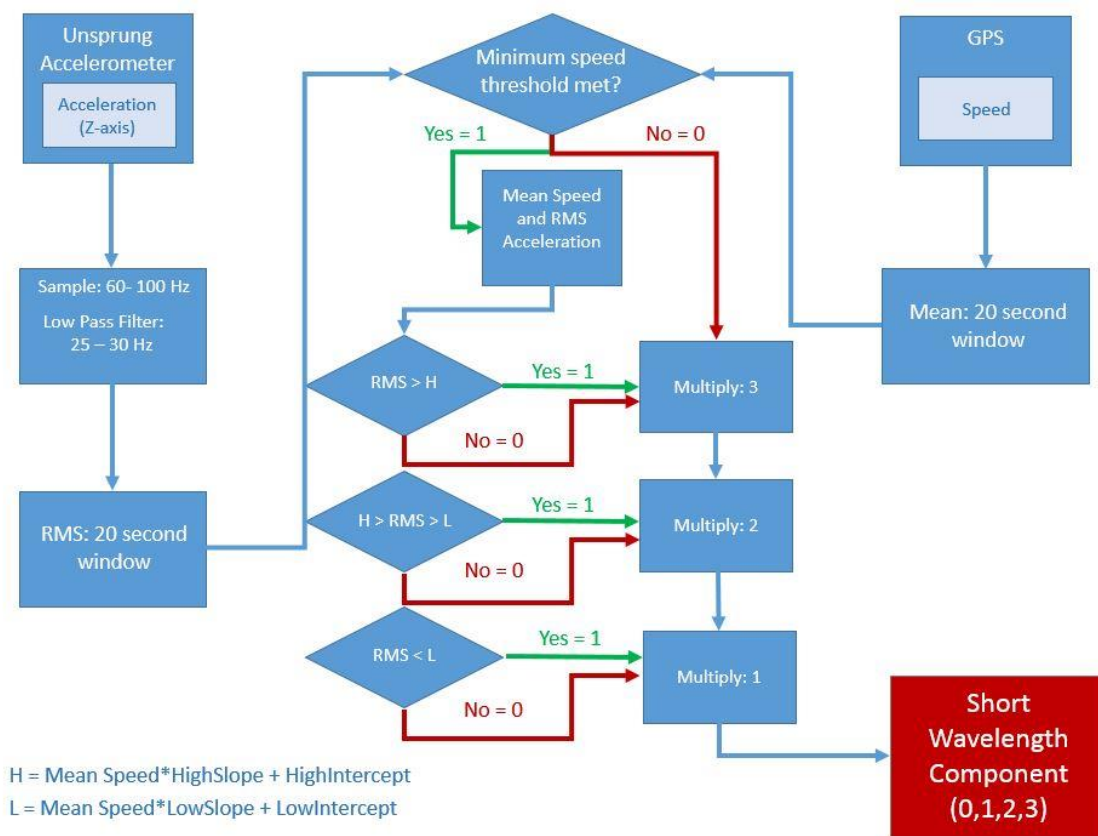 Unsprung
Accelerometer
Acceleration
(Z-axis)
Minimum speed
threshold met?
GPS
Speed
Yes = 1
No = 0
Mean Speed
and RMS
Acceleration
Sample: 60- 100 Hz
Low Pass Filter:
25 – 30 Hz
Mean: 20 second
window
RMS > H
Yes = 1
No = 0
Multiply: 3
RMS: 20 second
window
H > RMS > L
Yes = 1
No = 0
Multiply: 2
RMS < L
Yes = 1
No = 0
Multiply: 1
Short
Wavelength
Component
(0,1,2,3)
H = Mean Speed*HighSlope + HighIntercept
L = Mean Speed*LowSlope + LowIntercept